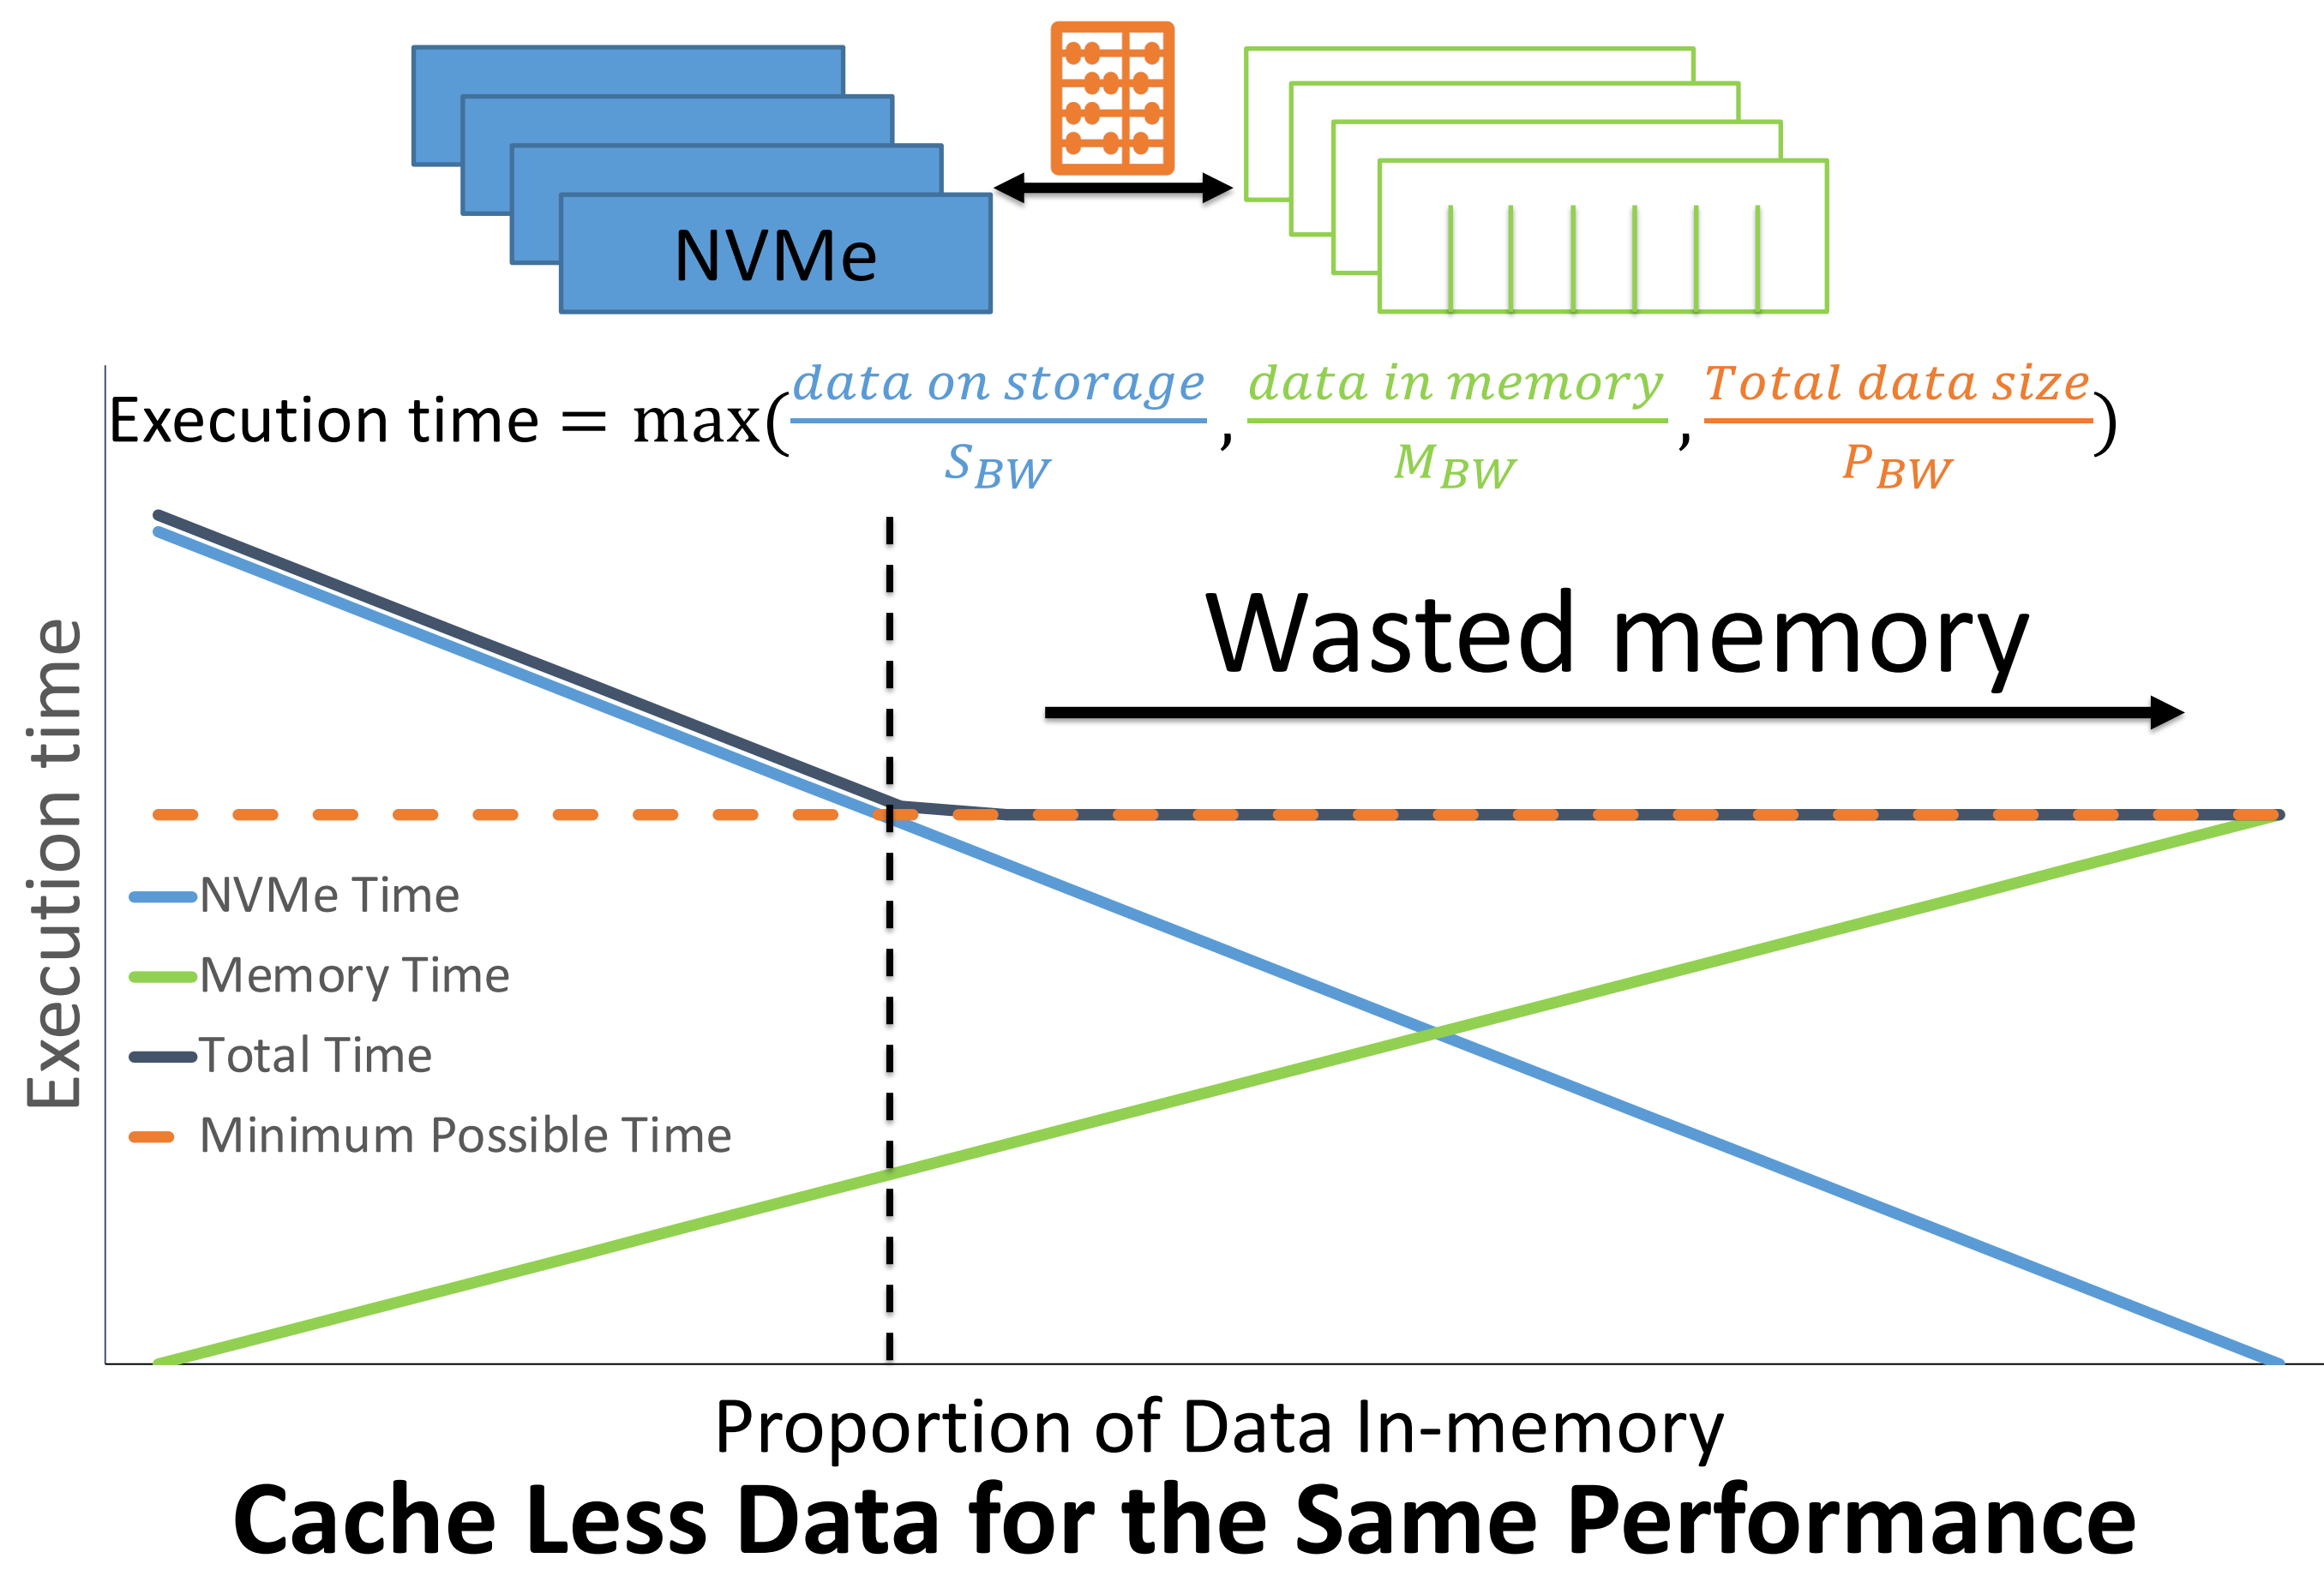 NVMe
Execution time = max(data on storage / S_BW , data in memory / M_BW , Total data size / P_BW)
Wasted memory
Execution time
NVMe Time
Memory Time
Total Time
Minimum Possible Time
Proportion of Data In-memory
Cache Less Data for the Same Performance